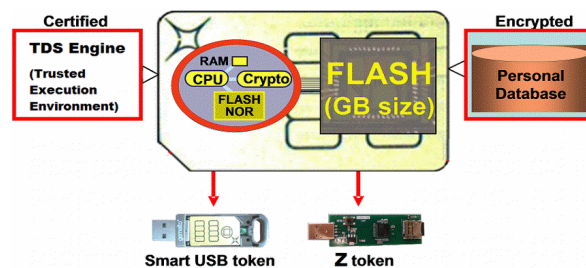 Certified
TDS Engine
(Trusted
Execution
Environment)
RAM
CPU
Crypto
FLASH
NOR
FLASH
(GB size)
Encrypted
Personal
Database
Smart USB token
Z token